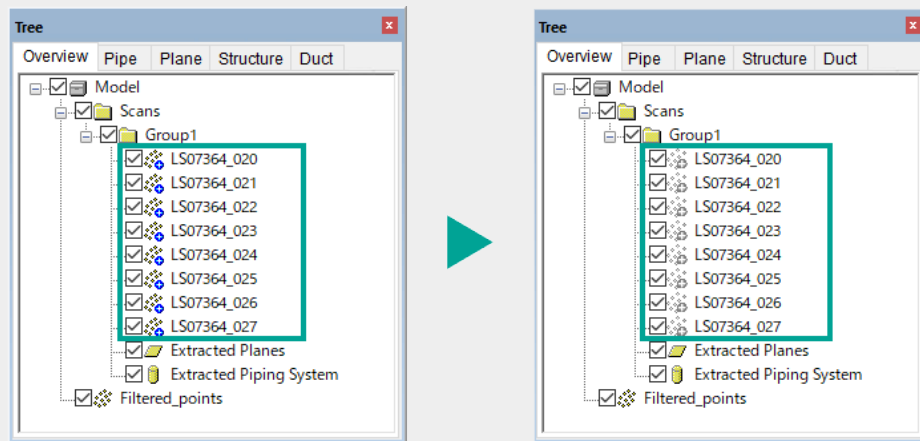 Tree
Overview Pipe Plane Structure Duct
Model
Scans
Group1
LS07364_020
LS07364_021
LS07364_022
LS07364_023
LS07364_024
LS07364_025
LS07364_026
LS07364_027
Extracted Planes
Extracted Piping System
Filtered_points
Tree
Overview Pipe Plane Structure Duct
Model
Scans
Group1
LS07364_020
LS07364_021
LS07364_022
LS07364_023
LS07364_024
LS07364_025
LS07364_026
LS07364_027
Extracted Planes
Extracted Piping System
Filtered_points